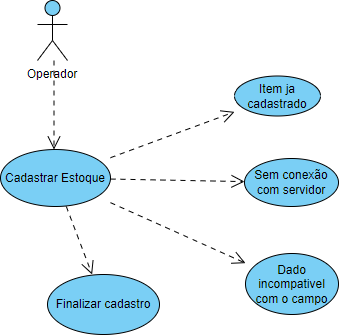 Operador
Item ja
cadastrado
Cadastrar Estoque
Sem conexão
com servidor
Dado
incompativel
com o campo
Finalizar cadastro